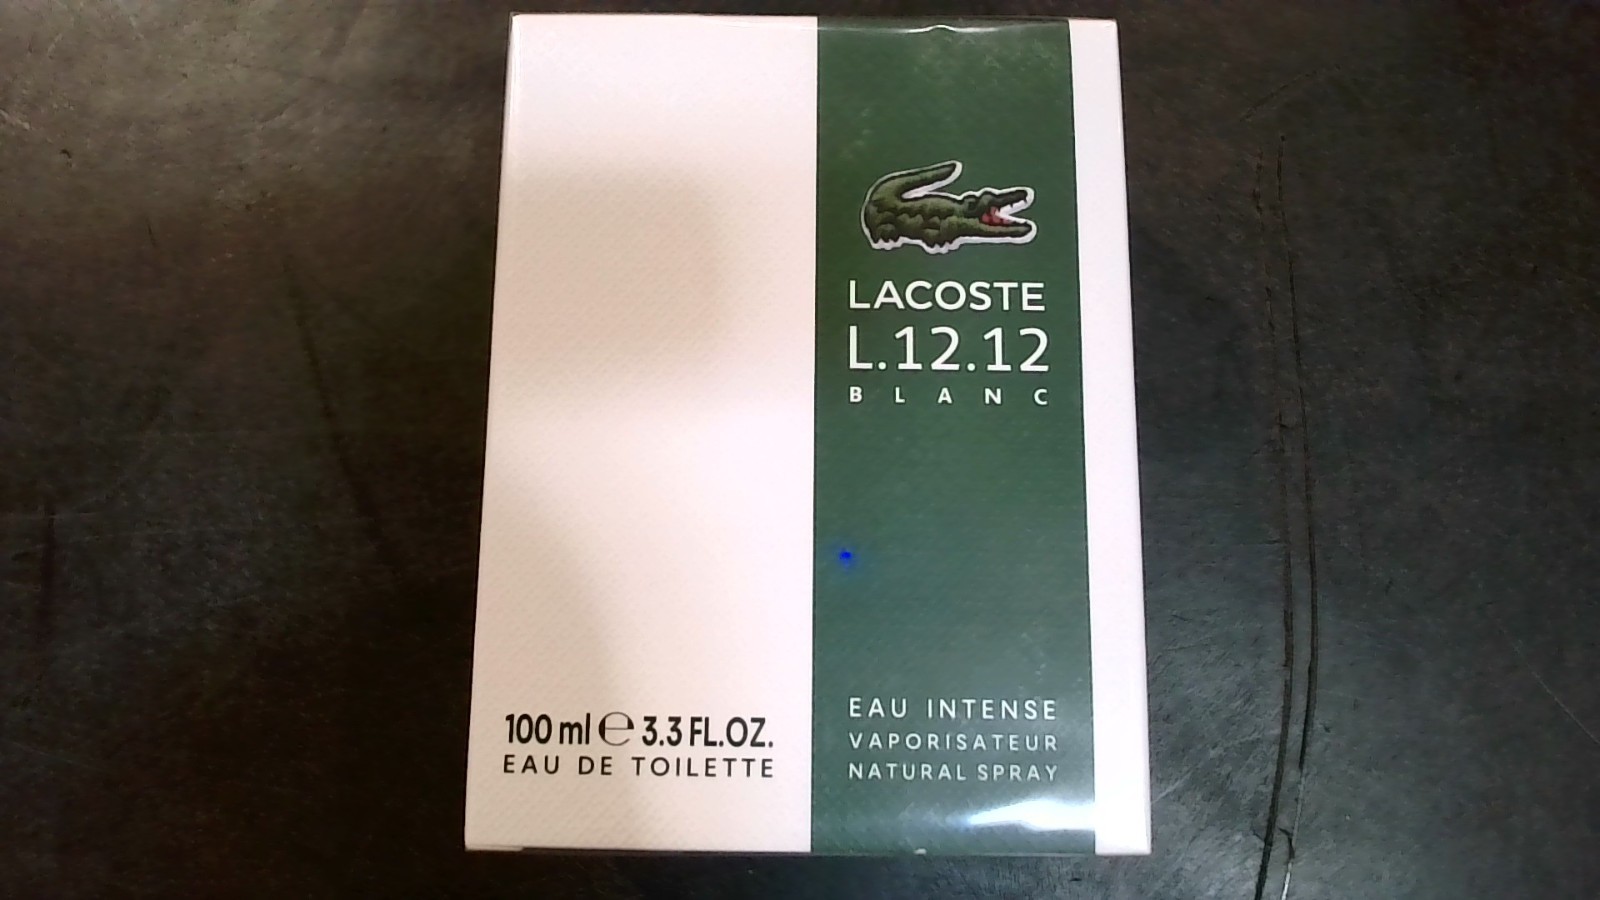 LACOSTE
L.12.12
BLANC
100 ml ℮ 3.3 FL.OZ.
EAU DE TOILETTE
EAU INTENSE
VAPORISATEUR
NATURAL SPRAY